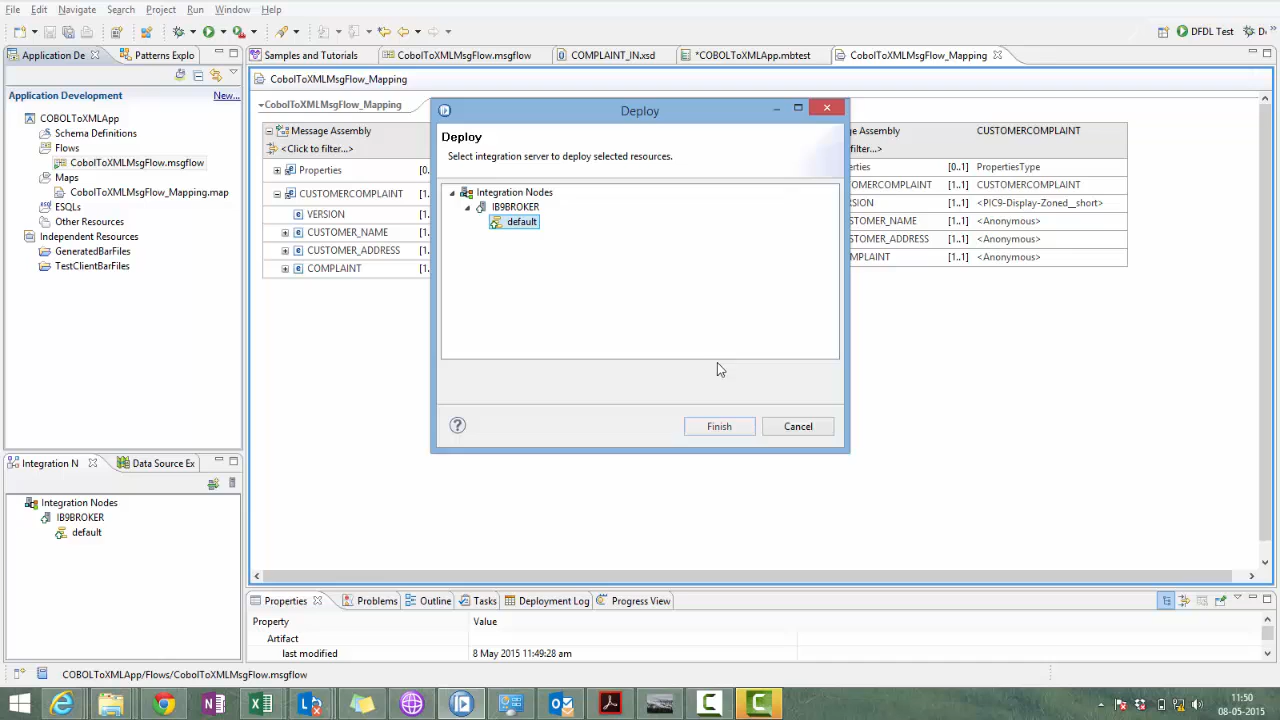 File Edit Navigate Search Project Run Window Help
DFDL Test
Application De
Patterns Explo
Samples and Tutorials
CobolToXMLMsgFlow.msgflow
COMPLAINT_IN.xsd
*COBOLToXMLApp.mbtest
CobolToXMLMsgFlow_Mapping
Application Development
New...
COBOLToXMLApp
Schema Definitions
Flows
CobolToXMLMsgFlow.msgflow
Maps
CobolToXMLMsgFlow_Mapping.map
ESQLs
Other Resources
Independent Resources
GeneratedBarFiles
TestClientBarFiles
CobolToXMLMsgFlow_Mapping
CobolToXMLMsgFlow_Mapping
Message Assembly
<Click to filter...>
Properties [0..
CUSTOMERCOMPLAINT [1..
VERSION
CUSTOMER_NAME [1..
CUSTOMER_ADDRESS [1..
COMPLAINT [1..
Deploy
Deploy
Select integration server to deploy selected resources.
Integration Nodes
IB9BROKER
default
Finish
Cancel
ge Assembly CUSTOMERCOMPLAINT
filter...>
erties [0..1] PropertiesType
TOMERCOMPLAINT [1..1] CUSTOMERCOMPLAINT
RSION [1..1] <PIC9-Display-Zoned__short>
STOMER_NAME [1..1] <Anonymous>
STOMER_ADDRESS [1..1] <Anonymous>
MPLAINT [1..1] <Anonymous>
Integration N
Data Source Ex
Integration Nodes
IB9BROKER
default
Properties
Problems
Outline
Tasks
Deployment Log
Progress View
Property Value
Artifact
last modified 8 May 2015 11:49:28 am
COBOLToXMLApp/Flows/CobolToXMLMsgFlow.msgflow
11:50
08-05-2015